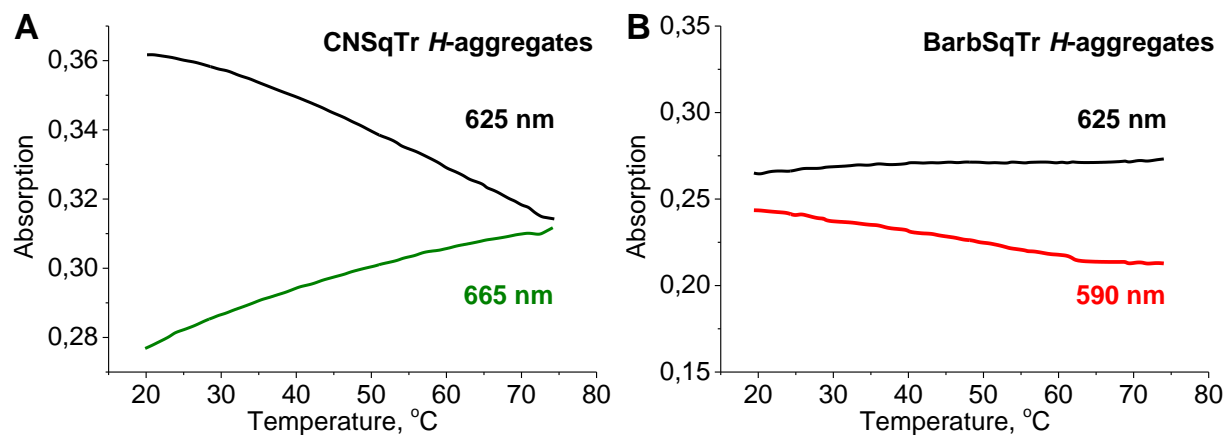 A
CNSqTr H-aggregates
0,36
0,34
0,32
0,30
0,28
Absorption
625 nm
665 nm
20 30 40 50 60 70 80
Temperature, °C
B
BarbSqTr H-aggregates
0,35
0,30
0,25
0,20
0,15
Absorption
625 nm
590 nm
20 30 40 50 60 70 80
Temperature, °C